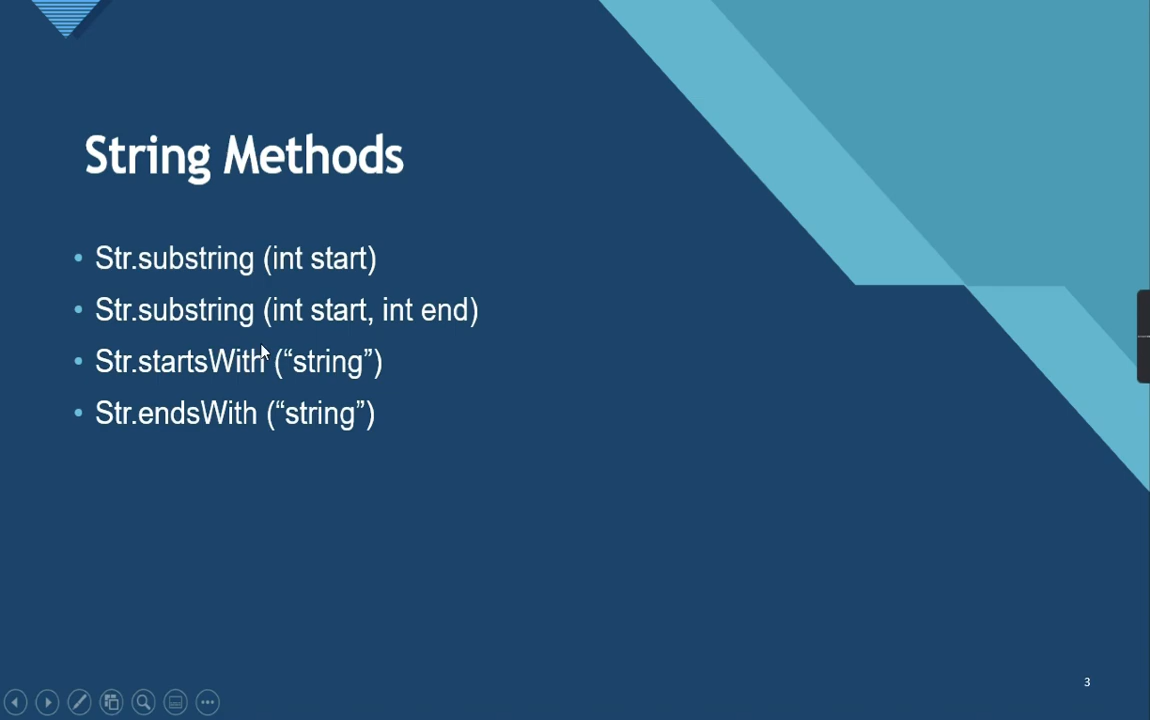 String Methods
• Str.substring (int start)
• Str.substring (int start, int end)
• Str.startsWith (“string”)
• Str.endsWith (“string”)
3